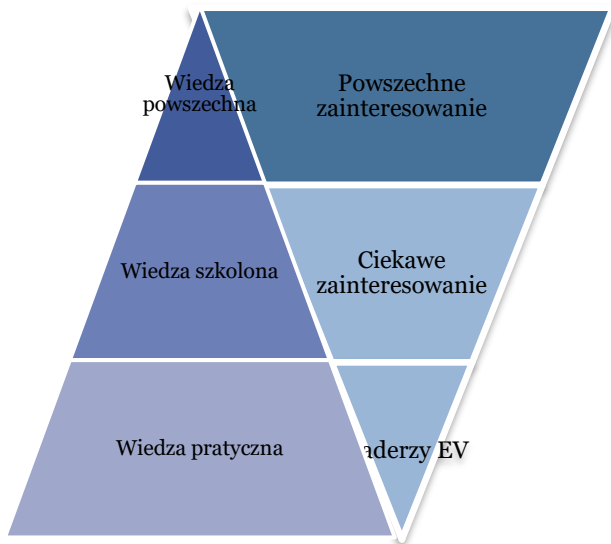 Wiedza
powszechna
Powszechne
zainteresowanie
Wiedza szkolona
Ciekawe
zainteresowanie
Wiedza pratyczna
aderzy EV